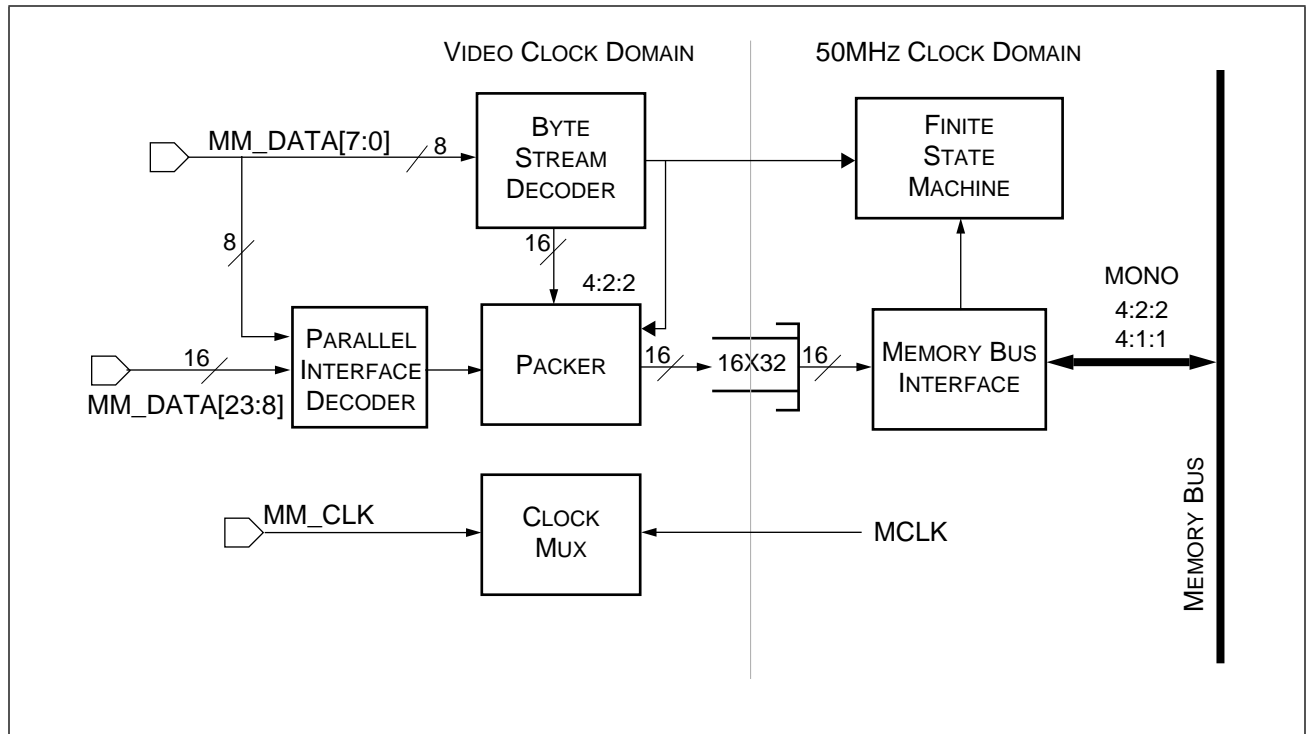 VIDEO CLOCK DOMAIN
50MHZ CLOCK DOMAIN
MM_DATA[7:0]
8
BYTE
STREAM
DECODER
FINITE
STATE
MACHINE
8
16
4:2:2
MONO
4:2:2
4:1:1
16
MM_DATA[23:8]
PARALLEL
INTERFACE
DECODER
PACKER
16
16X32
16
MEMORY BUS
INTERFACE
MM_CLK
CLOCK
MUX
MCLK
MEMORY BUS